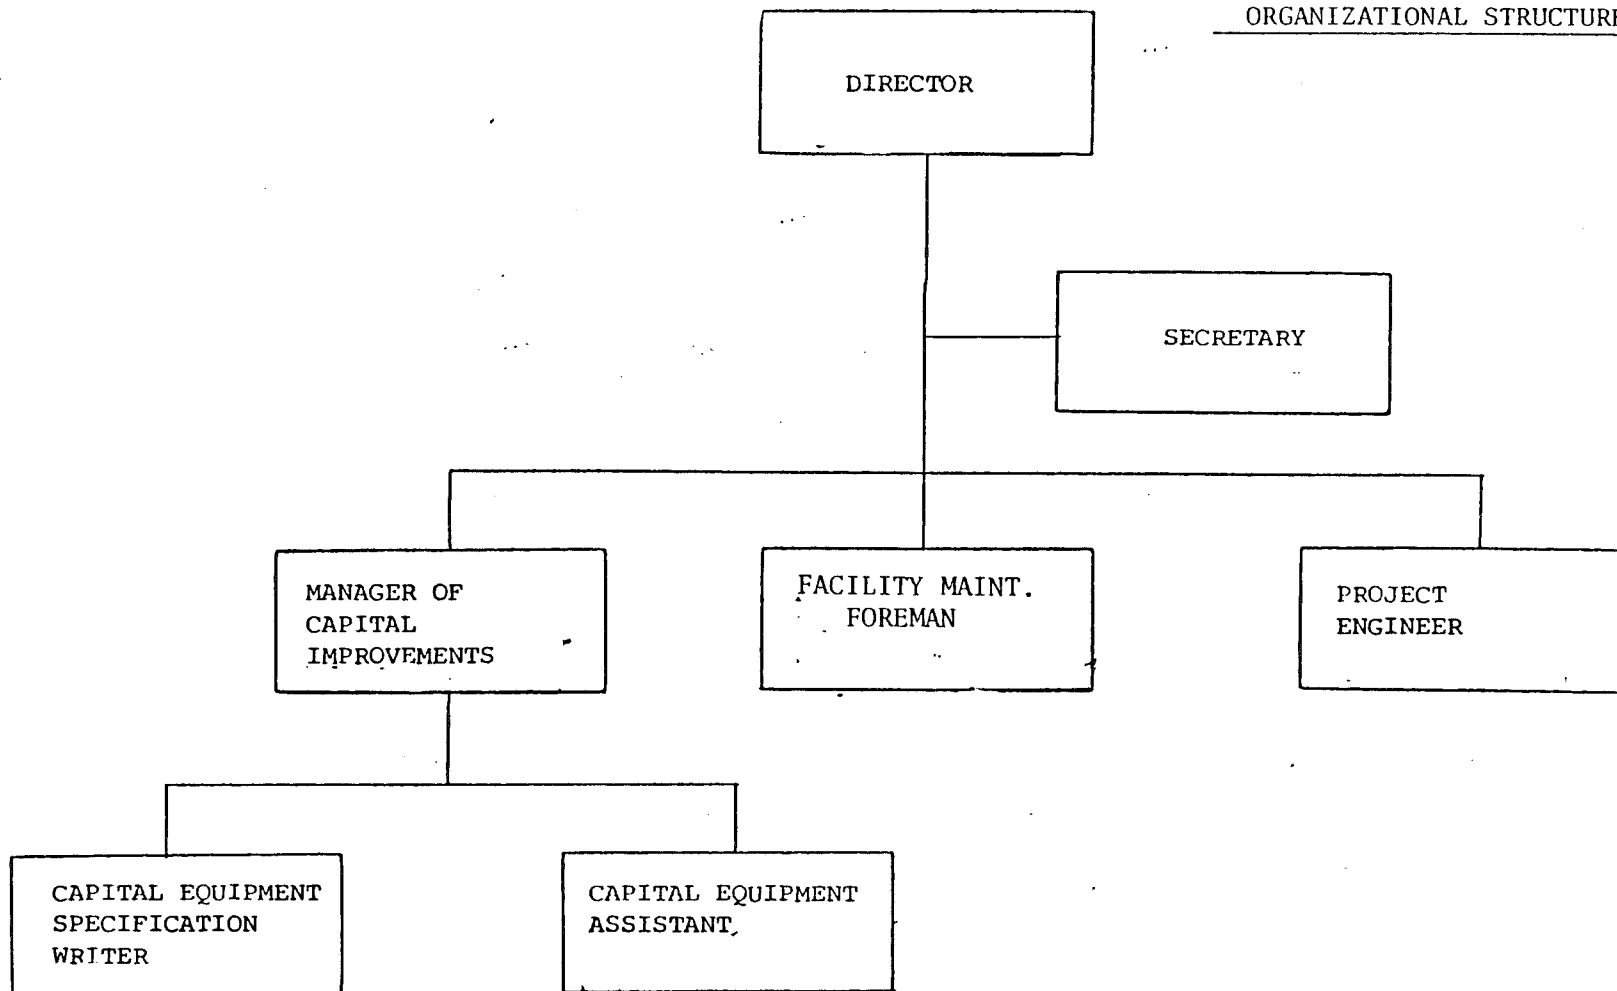 ORGANIZATIONAL STRUCTURE
DIRECTOR
SECRETARY
MANAGER OF
CAPITAL
IMPROVEMENTS
FACILITY MAINT.
FOREMAN
PROJECT
ENGINEER
CAPITAL EQUIPMENT
SPECIFICATION
WRITER
CAPITAL EQUIPMENT
ASSISTANT